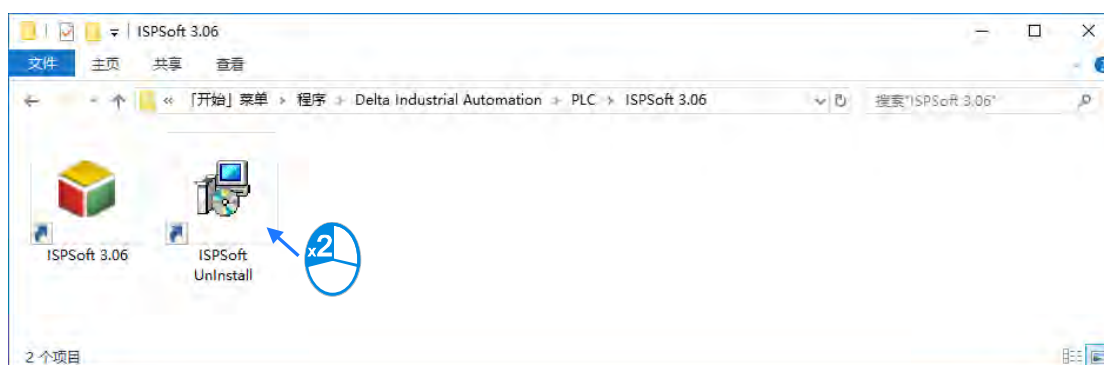 ISPSoft 3.06
文件 主页 共享 查看
« 「开始」菜单 › 程序 › Delta Industrial Automation › PLC › ISPSoft 3.06 搜索"ISPSoft 3.06"
ISPSoft 3.06
ISPSoft
UnInstall
x2
2 个项目